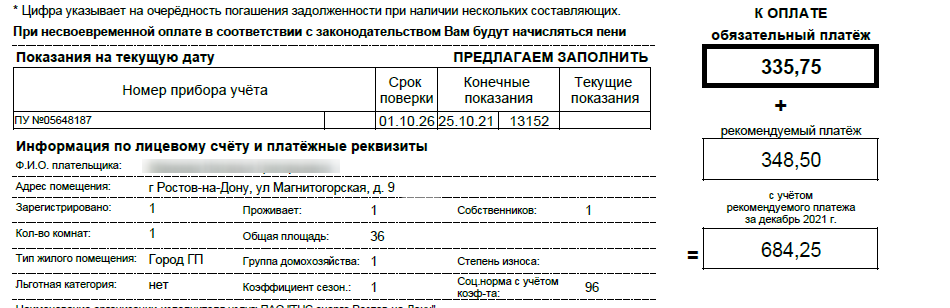 * Цифра указывает на очерёдность погашения задолженности при наличии нескольких составляющих.
При несвоевременной оплате в соответствии с законодательством Вам будут начисляться пени
Показания на текущую дату ПРЕДЛАГАЕМ ЗАПОЛНИТЬ
Номер прибора учёта Срок поверки Конечные показания Текущие показания
ПУ №05648187 01.10.26 25.10.21 13152
Информация по лицевому счёту и платёжные реквизиты
Ф.И.О. плательщика:
Адрес помещения: г Ростов-на-Дону, ул Магнитогорская, д. 9
Зарегистрировано: 1 Проживает: 1 Собственников: 1
Кол-во комнат: 1 Общая площадь: 36
Тип жилого помещения: Город ГП Группа домохозяйства: 1 Степень износа:
Льготная категория: нет Коэффициент сезон.: 1 Соц.норма с учётом коэф-та: 96
К ОПЛАТЕ
обязательный платёж
335,75
+
рекомендуемый платёж
348,50
с учётом
рекомендуемого платежа
за декабрь 2021 г.
= 684,25